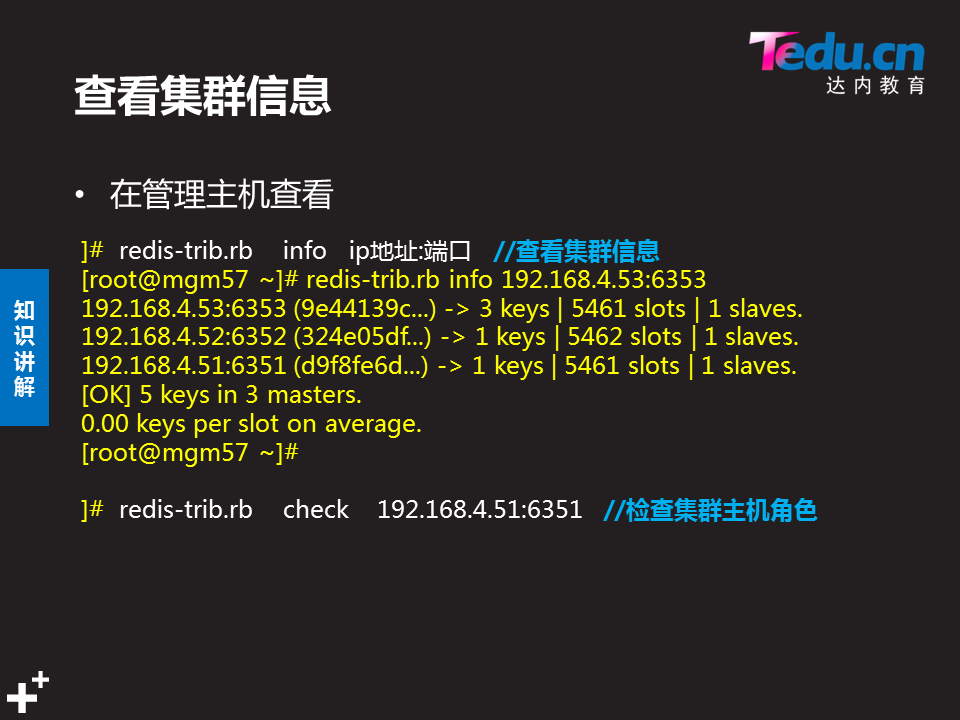 Tedu.cn
达内教育
查看集群信息
• 在管理主机查看
]# redis-trib.rb info ip地址:端口 //查看集群信息
[root@mgm57 ~]# redis-trib.rb info 192.168.4.53:6353
192.168.4.53:6353 (9e44139c...) -> 3 keys | 5461 slots | 1 slaves.
192.168.4.52:6352 (324e05df...) -> 1 keys | 5462 slots | 1 slaves.
192.168.4.51:6351 (d9f8fe6d...) -> 1 keys | 5461 slots | 1 slaves.
[OK] 5 keys in 3 masters.
0.00 keys per slot on average.
[root@mgm57 ~]#
]# redis-trib.rb check 192.168.4.51:6351 //检查集群主机角色
知识讲解